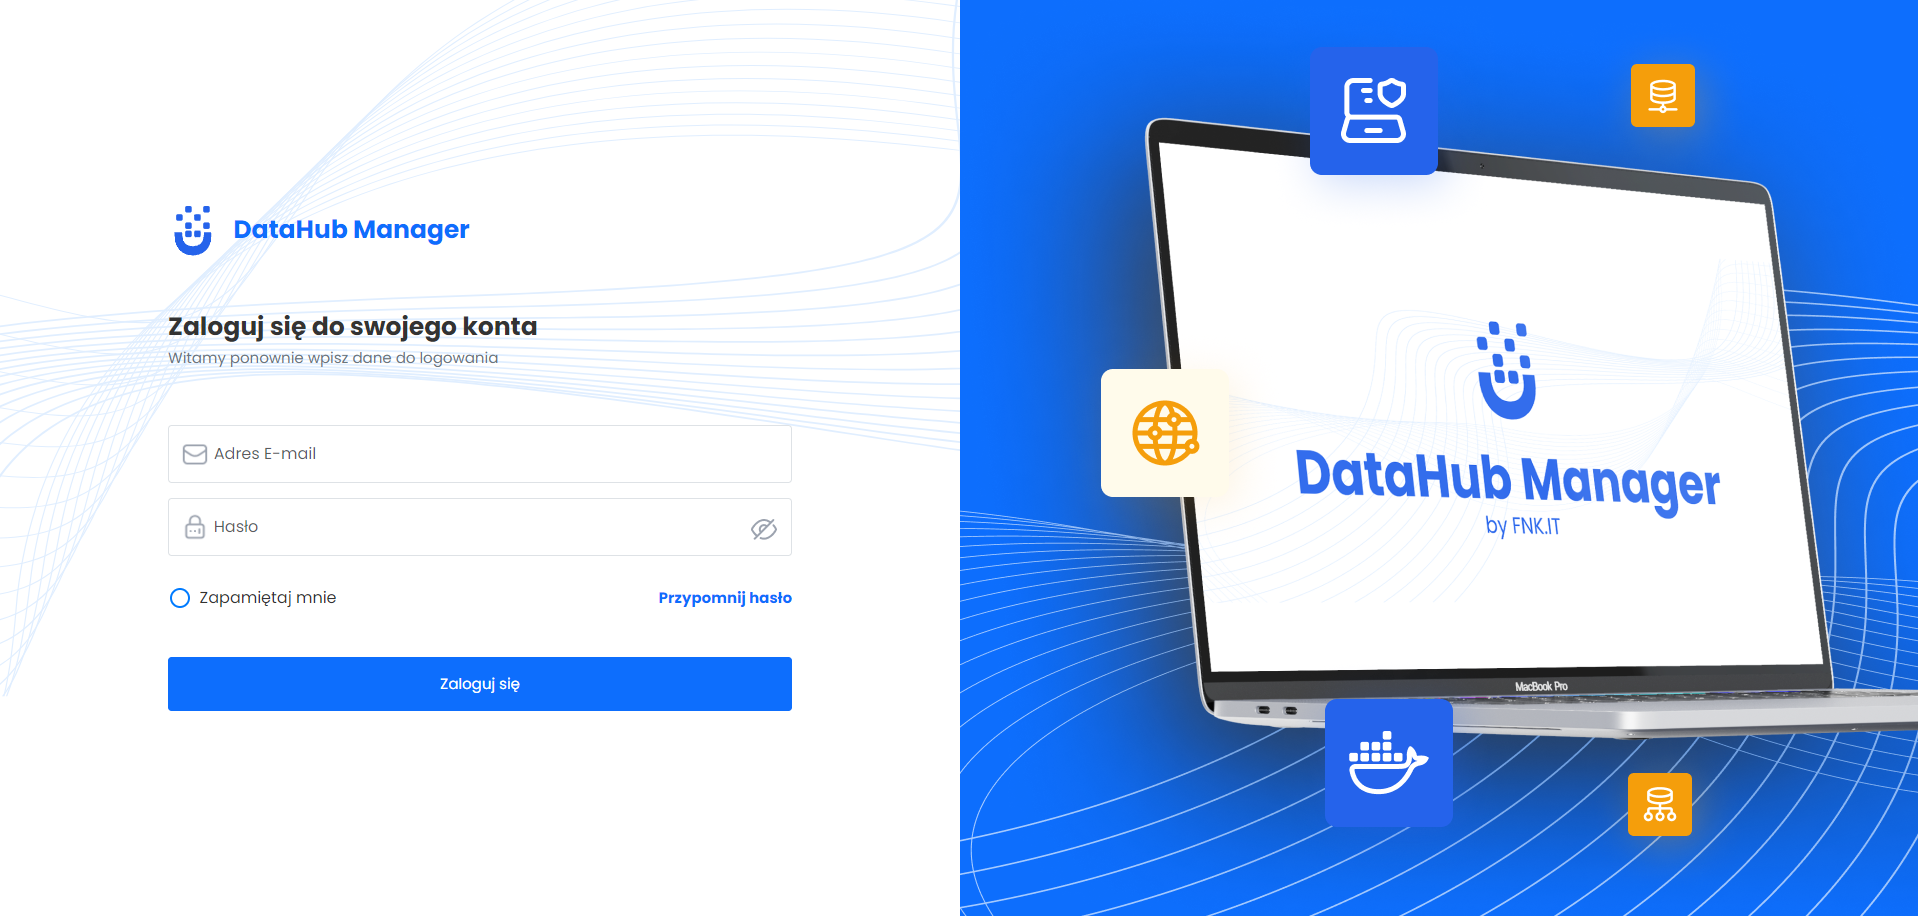 DataHub Manager
Zaloguj się do swojego konta
Witamy ponownie wpisz dane do logowania
Adres E-mail
Hasło
Zapamiętaj mnie
Przypomnij hasło
Zaloguj się
DataHub Manager
by FNK.IT
MacBook Pro